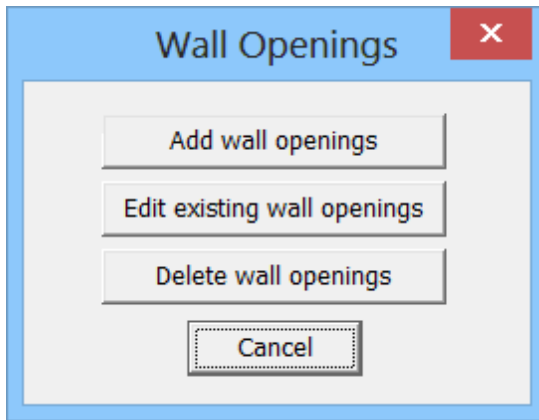 Wall Openings
Add wall openings
Edit existing wall openings
Delete wall openings
Cancel